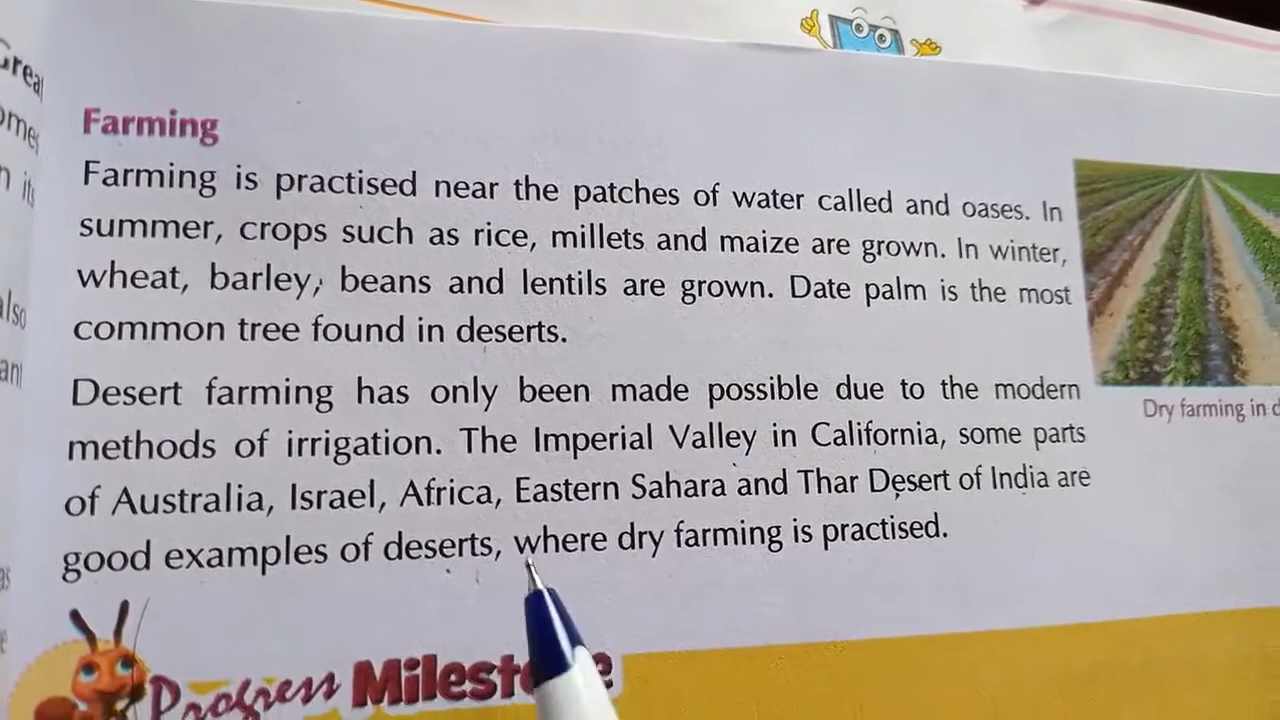 Farming
Farming is practised near the patches of water called and oases. In
summer, crops such as rice, millets and maize are grown. In winter,
wheat, barley, beans and lentils are grown. Date palm is the most
common tree found in deserts.
Desert farming has only been made possible due to the modern
methods of irrigation. The Imperial Valley in California, some parts
of Australia, Israel, Africa, Eastern Sahara and Thar Desert of India are
good examples of deserts, where dry farming is practised.
Dry farming in
Progress Milestone